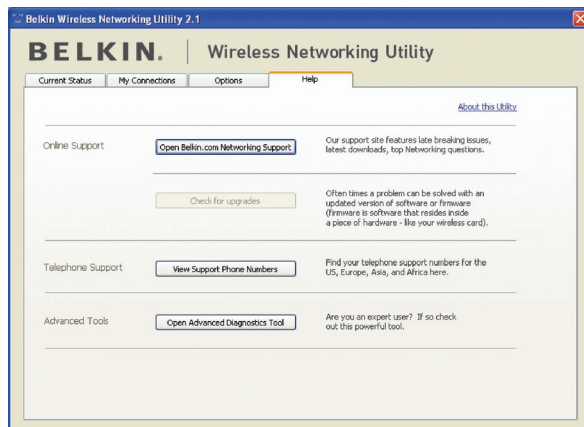 Belkin Wireless Networking Utility 2.1
BELKIN. Wireless Networking Utility
Current Status My Connections Options Help
About this Utility
Online Support
Open Belkin.com Networking Support
Our support site features late breaking issues,
latest downloads, top Networking questions.
Check for upgrades
Often times a problem can be solved with an
updated version of software or firmware
(firmware is software that resides inside
a piece of hardware - like your wireless card).
Telephone Support
View Support Phone Numbers
Find your telephone support numbers for the
US, Europe, Asia, and Africa here.
Advanced Tools
Open Advanced Diagnostics Tool
Are you an expert user? If so check
out this powerful tool.